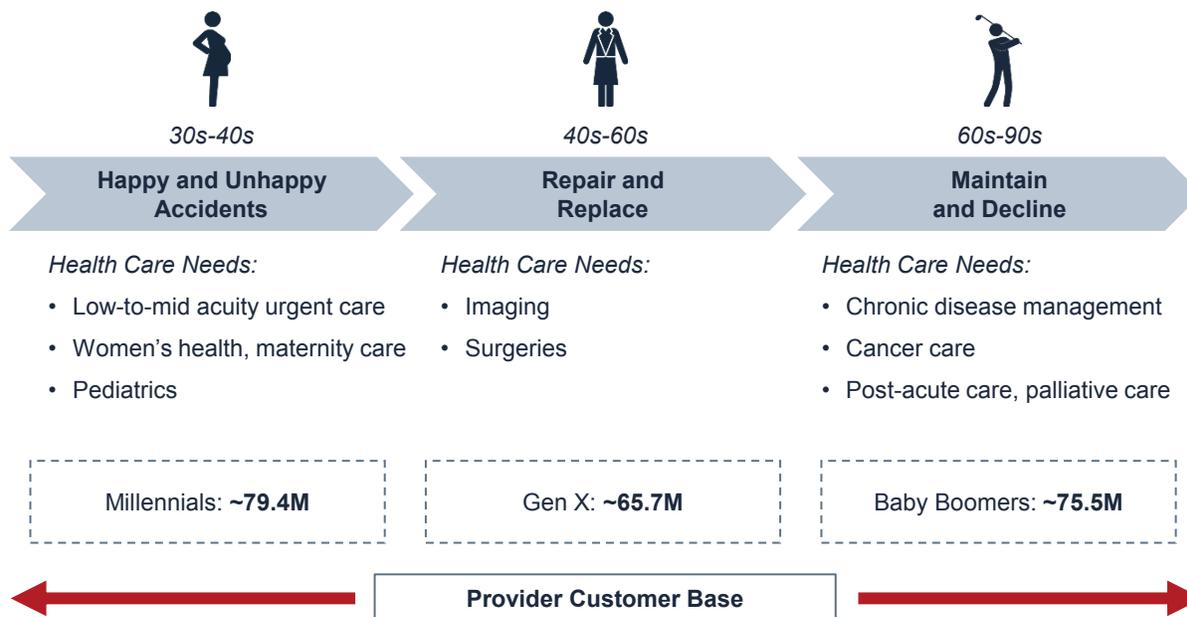 30s-40s
Happy and Unhappy
Accidents
Health Care Needs:
• Low-to-mid acuity urgent care
• Women's health, maternity care
• Pediatrics
Millennials: ~79.4M
40s-60s
Repair and
Replace
Health Care Needs:
• Imaging
• Surgeries
Gen X: ~65.7M
60s-90s
Maintain
and Decline
Health Care Needs:
• Chronic disease management
• Cancer care
• Post-acute care, palliative care
Baby Boomers: ~75.5M
Provider Customer Base